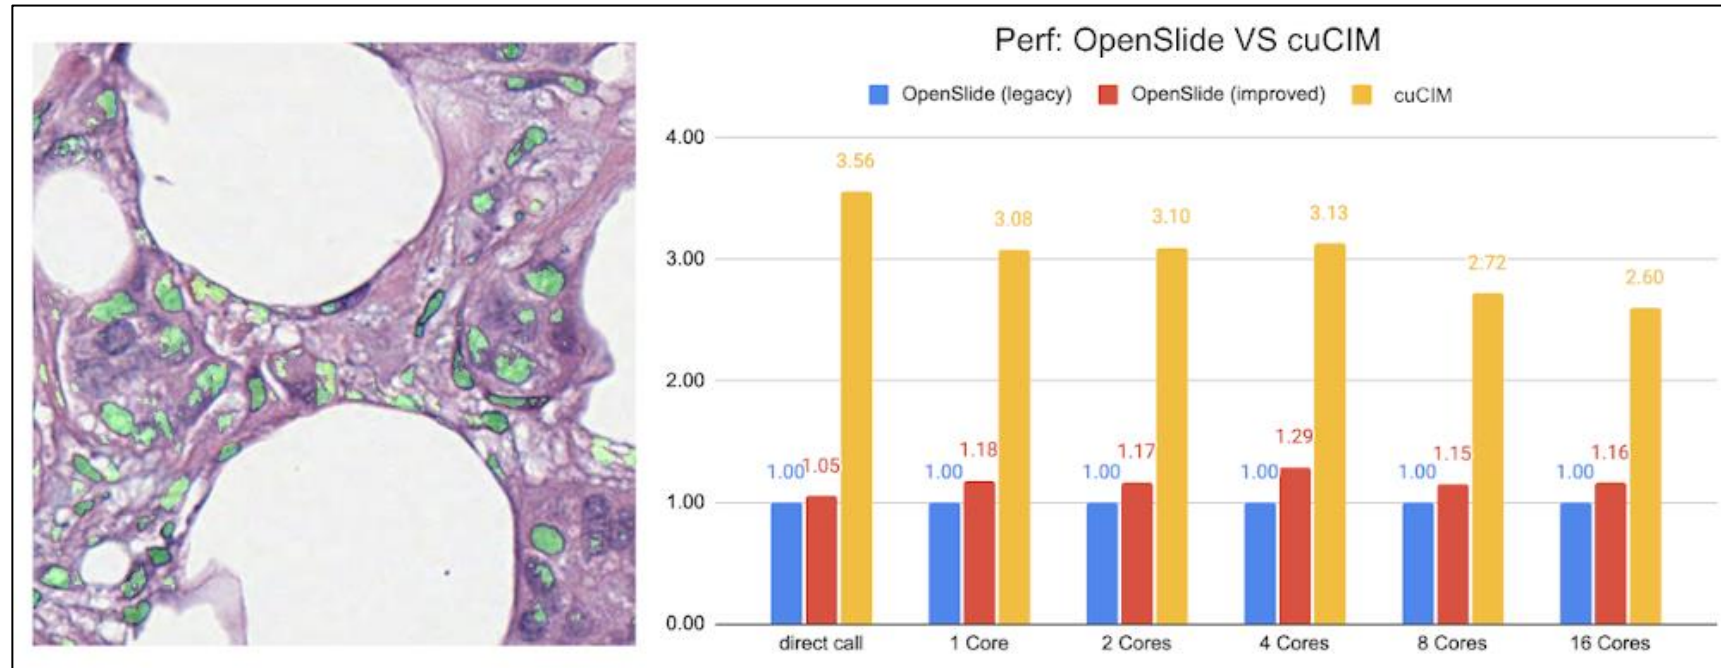 Perf: OpenSlide VS cuCIM
OpenSlide (legacy) OpenSlide (improved) cuCIM
4.00
3.00
2.00
1.00
0.00
1.00 1.05 3.56
1.00 1.18 3.08
1.00 1.17 3.10
1.00 1.29 3.13
1.00 1.15 2.72
1.00 1.16 2.60
direct call 1 Core 2 Cores 4 Cores 8 Cores 16 Cores